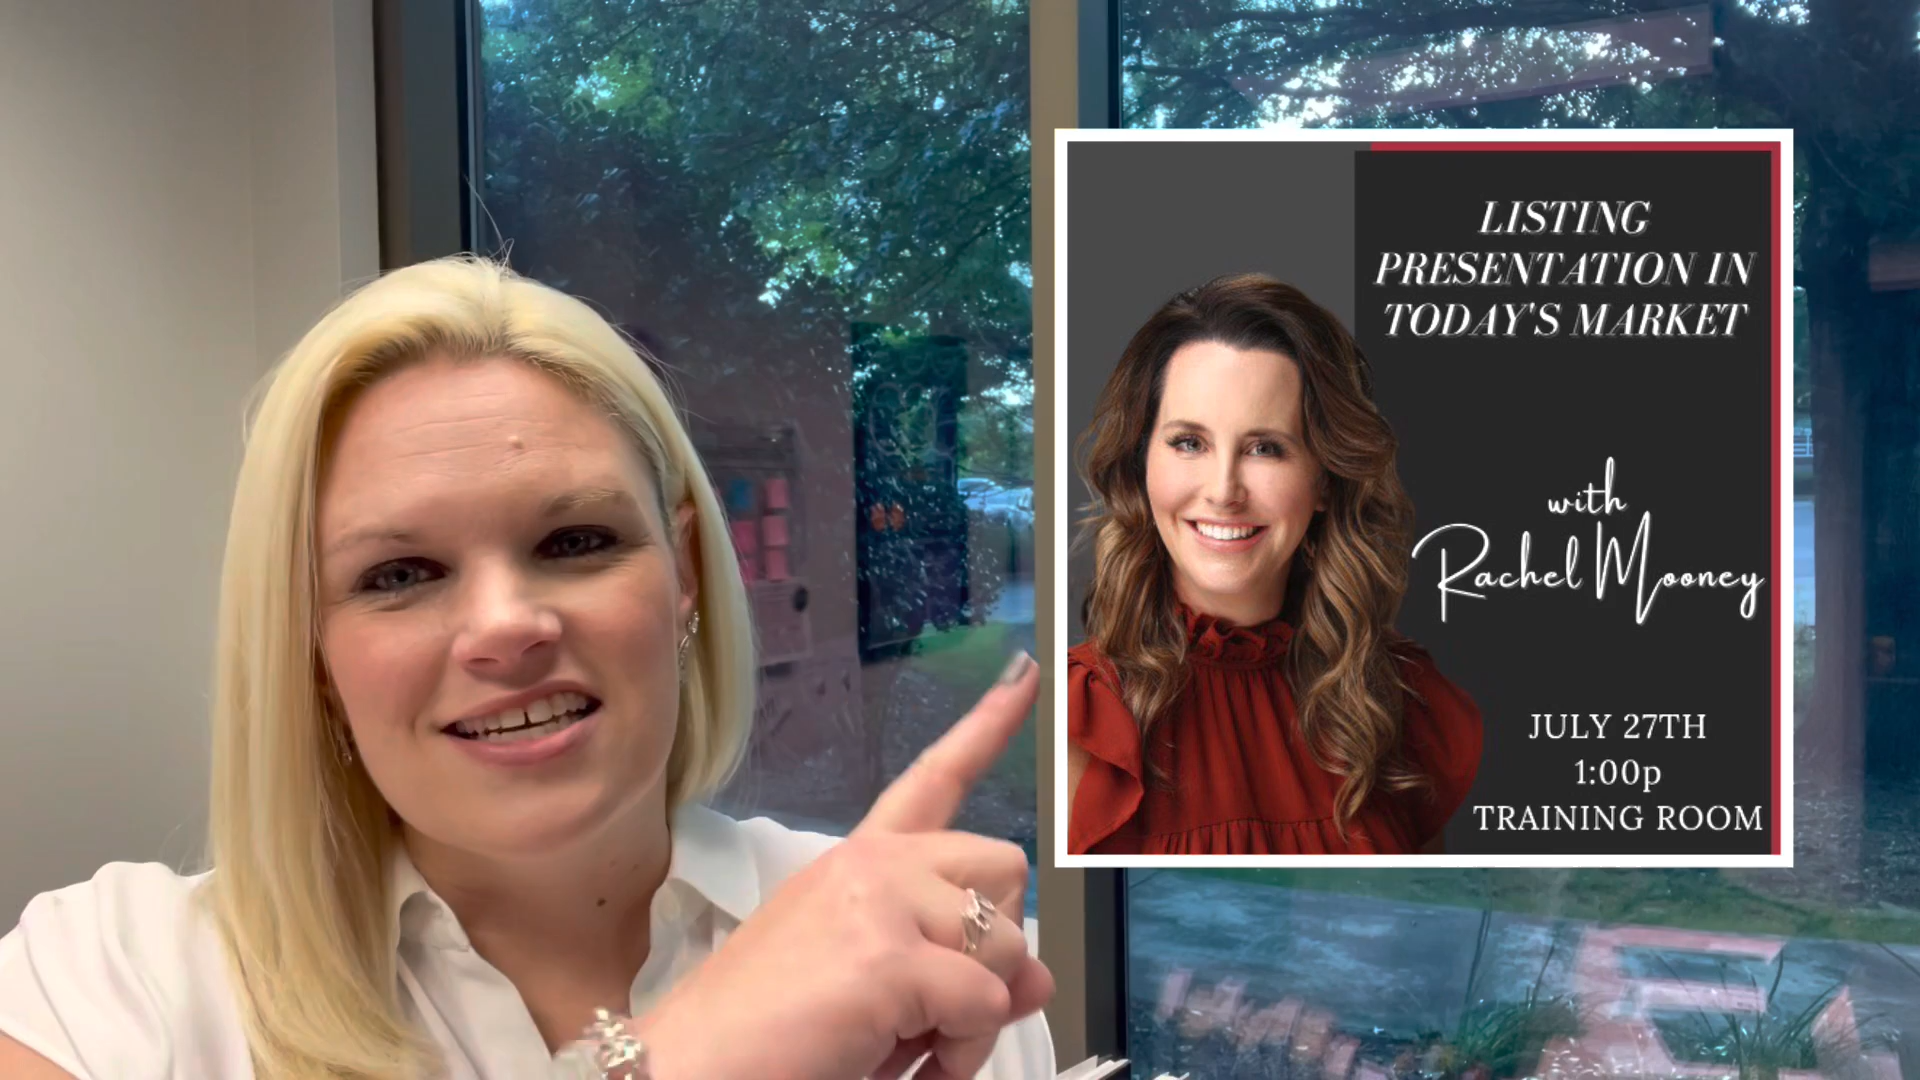 LISTING
PRESENTATION IN
TODAY'S MARKET
with
Rachel Mooney
JULY 27TH
1:00p
TRAINING ROOM